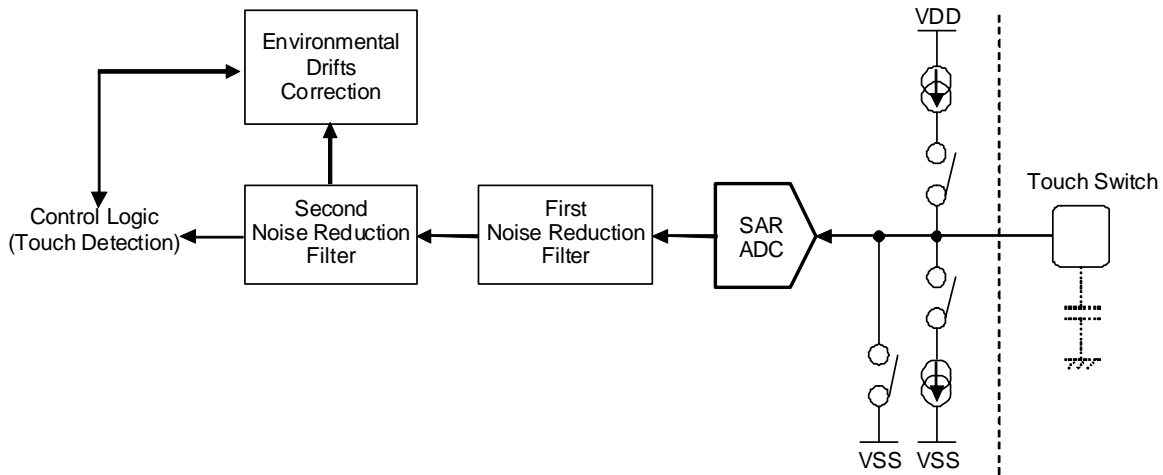 VDD
Environmental
Drifts
Correction
Touch Switch
Control Logic
(Touch Detection)
Second
Noise Reduction
Filter
First
Noise Reduction
Filter
SAR
ADC
VSS
VSS